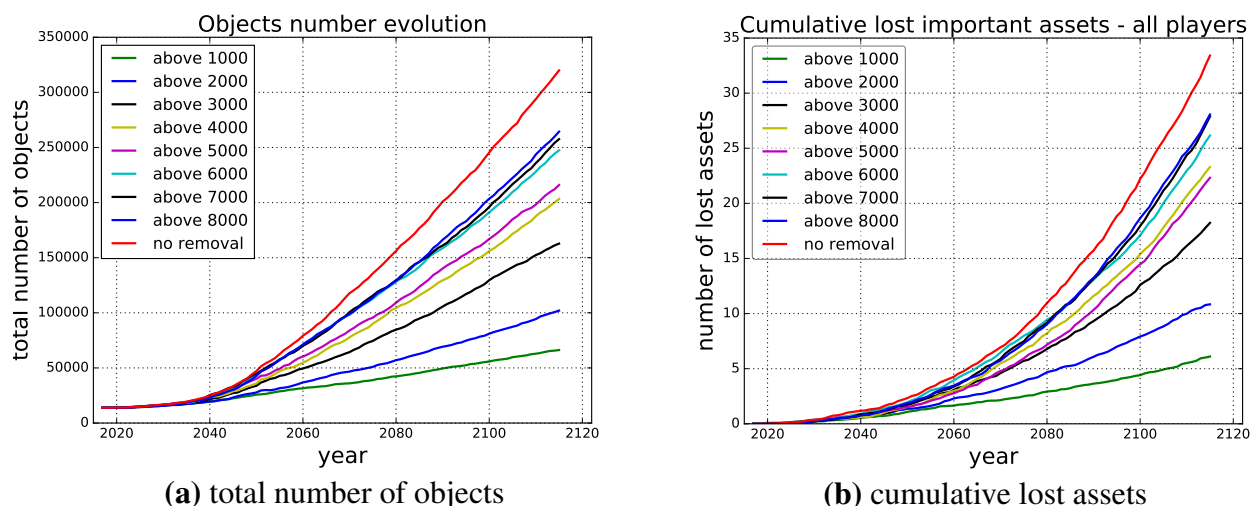 Objects number evolution
350000
300000
250000
200000
150000
100000
50000
0
total number of objects
above 1000
above 2000
above 3000
above 4000
above 5000
above 6000
above 7000
above 8000
no removal
2020 2040 2060 2080 2100 2120
year
(a) total number of objects
Cumulative lost important assets - all players
35
30
25
20
15
10
5
0
number of lost assets
above 1000
above 2000
above 3000
above 4000
above 5000
above 6000
above 7000
above 8000
no removal
2020 2040 2060 2080 2100 2120
year
(b) cumulative lost assets